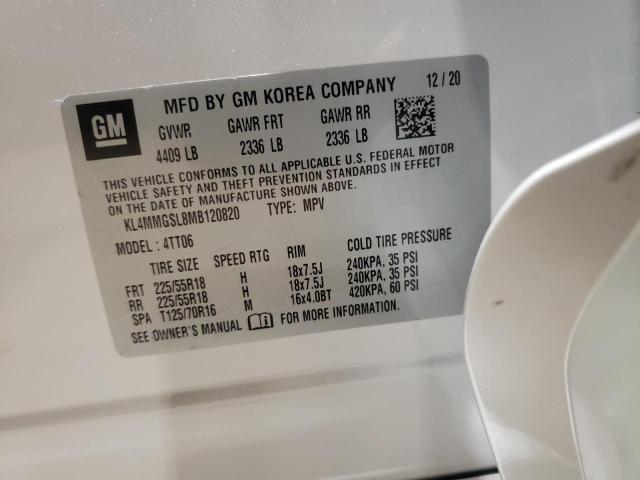 GM
MFD BY GM KOREA COMPANY 12 / 20
GVWR GAWR FRT GAWR RR
4409 LB 2336 LB 2336 LB
THIS VEHICLE CONFORMS TO ALL APPLICABLE U.S. FEDERAL MOTOR
VEHICLE SAFETY AND THEFT PREVENTION STANDARDS IN EFFECT
ON THE DATE OF MANUFACTURE SHOWN ABOVE.
KL4MMGSL8MB120820 TYPE: MPV
MODEL : 4TT06
TIRE SIZE SPEED RTG RIM COLD TIRE PRESSURE
FRT 225/55R18 H 18x7.5J 240KPA, 35 PSI
RR 225/55R18 H 18x7.5J 240KPA, 35 PSI
SPA T125/70R16 M 16x4.0BT 420KPA, 60 PSI
SEE OWNER'S MANUAL FOR MORE INFORMATION.